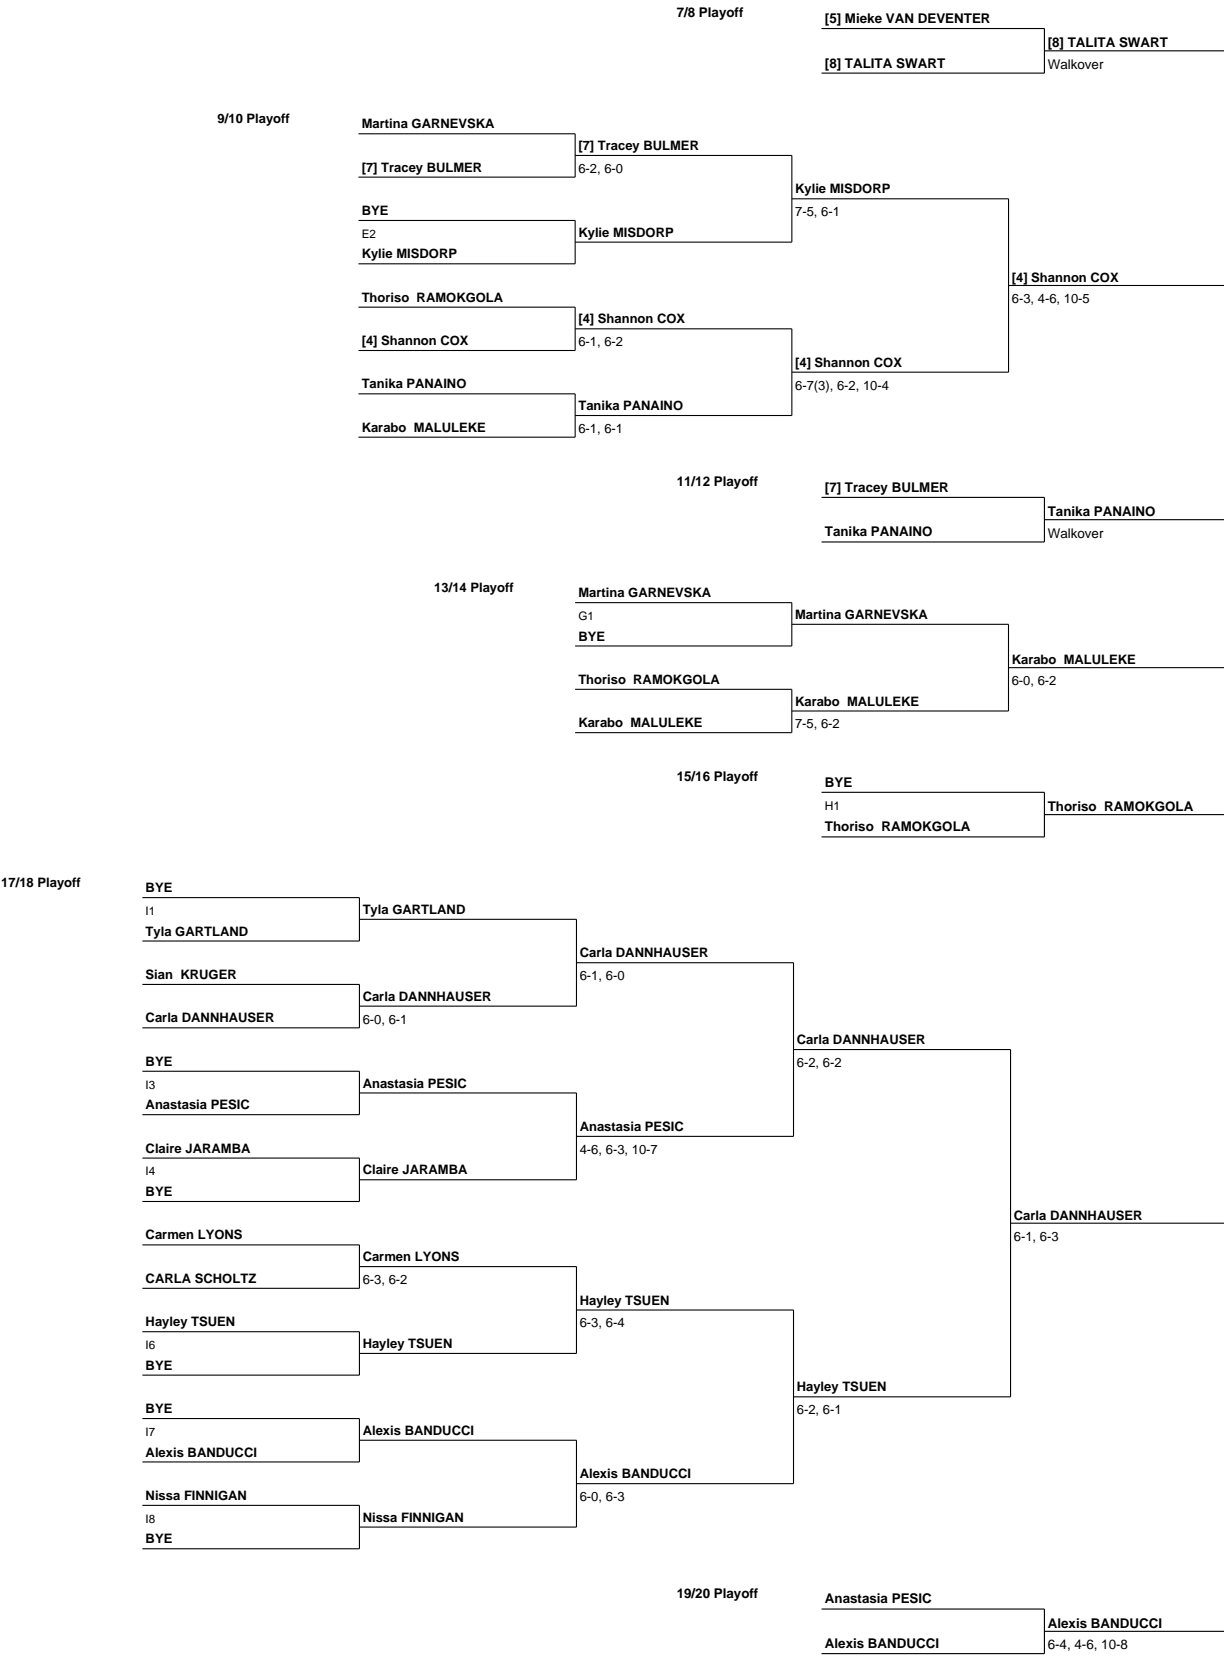 7/8 Playoff
[5] Mieke VAN DEVENTER
[8] TALITA SWART
[8] TALITA SWART
Walkover
9/10 Playoff
Martina GARNEVSKA
[7] Tracey BULMER
[7] Tracey BULMER
6-2, 6-0
Kylie MISDORP
BYE
7-5, 6-1
E2
Kylie MISDORP
Kylie MISDORP
[4] Shannon COX
Thoriso RAMOKGOLA
6-3, 4-6, 10-5
[4] Shannon COX
[4] Shannon COX
6-1, 6-2
[4] Shannon COX
Tanika PANAINO
6-7(3), 6-2, 10-4
Tanika PANAINO
Karabo MALULEKE
6-1, 6-1
11/12 Playoff
[7] Tracey BULMER
Tanika PANAINO
Tanika PANAINO
Walkover
13/14 Playoff
Martina GARNEVSKA
G1
Martina GARNEVSKA
BYE
Karabo MALULEKE
Thoriso RAMOKGOLA
6-0, 6-2
Karabo MALULEKE
Karabo MALULEKE
7-5, 6-2
15/16 Playoff
BYE
H1
Thoriso RAMOKGOLA
Thoriso RAMOKGOLA
17/18 Playoff
BYE
I1
Tyla GARTLAND
Tyla GARTLAND
Carla DANNHAUSER
Sian KRUGER
6-1, 6-0
Carla DANNHAUSER
Carla DANNHAUSER
6-0, 6-1
Carla DANNHAUSER
BYE
6-2, 6-2
I3
Anastasia PESIC
Anastasia PESIC
Anastasia PESIC
Claire JARAMBA
4-6, 6-3, 10-7
I4
Claire JARAMBA
BYE
Carla DANNHAUSER
Carmen LYONS
6-1, 6-3
Carmen LYONS
CARLA SCHOLTZ
6-3, 6-2
Hayley TSUEN
Hayley TSUEN
6-3, 6-4
I6
Hayley TSUEN
BYE
Hayley TSUEN
BYE
6-2, 6-1
I7
Alexis BANDUCCI
Alexis BANDUCCI
Alexis BANDUCCI
Nissa FINNIGAN
6-0, 6-3
I8
Nissa FINNIGAN
BYE
19/20 Playoff
Anastasia PESIC
Alexis BANDUCCI
Alexis BANDUCCI
6-4, 4-6, 10-8